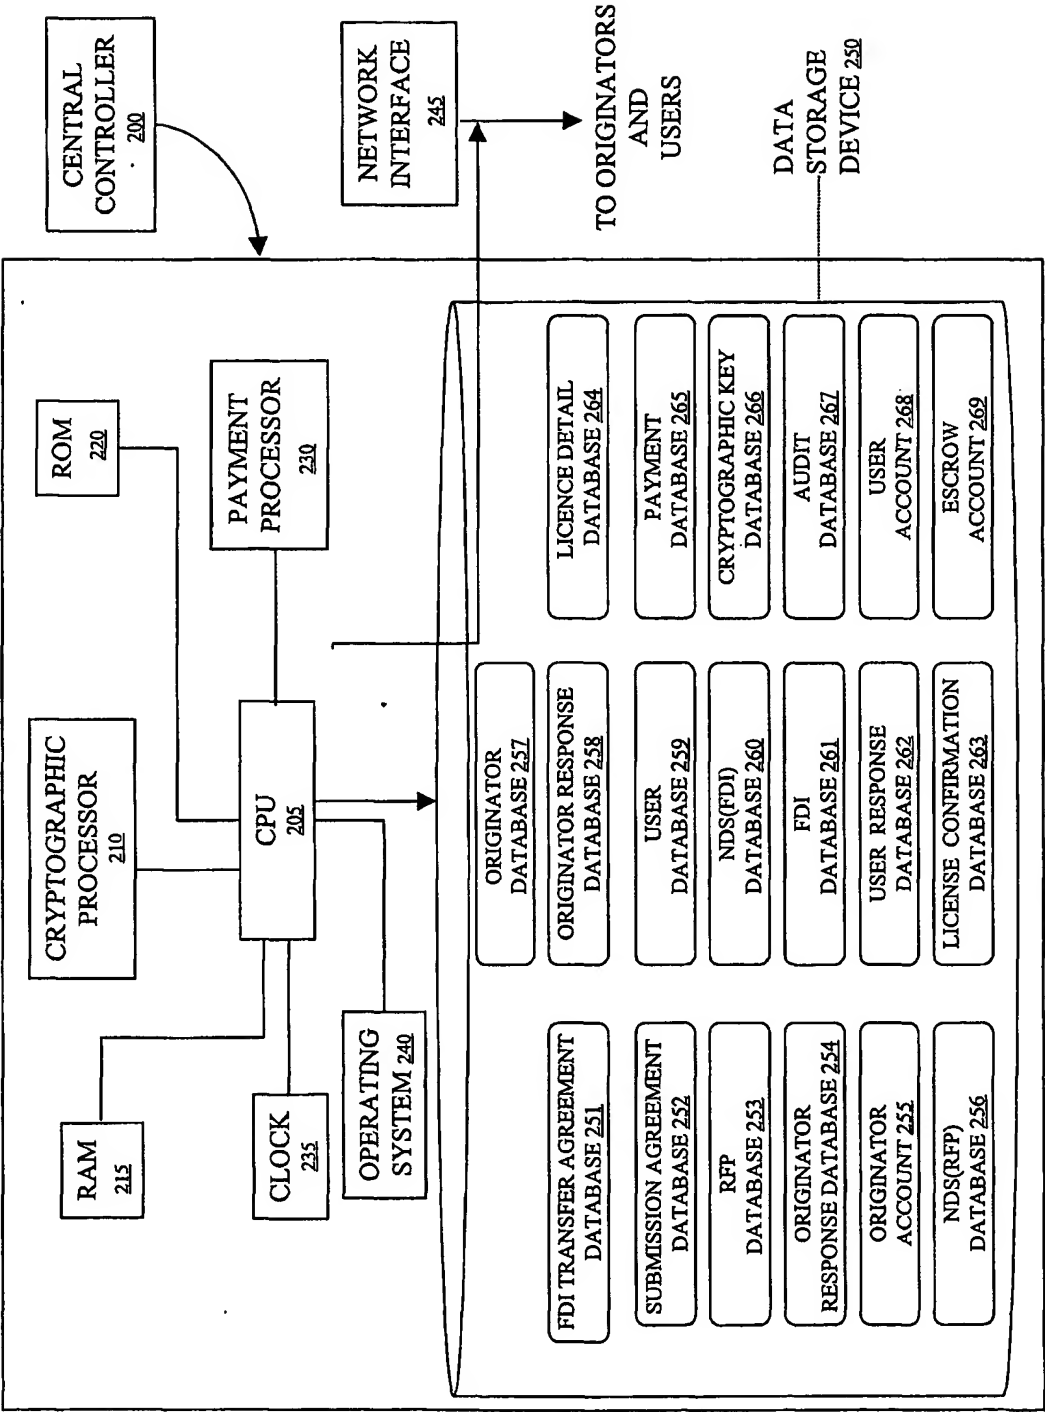 CENTRAL
CONTROLLER
200
NETWORK
INTERFACE
245
TO ORIGINATORS
AND
USERS
DATA
STORAGE
DEVICE 250
RAM
215
CRYPTOGRAPHIC
PROCESSOR
210
ROM
220
CLOCK
235
CPU
205
PAYMENT
PROCESSOR
230
OPERATING
SYSTEM 240
FDI TRANSFER AGREEMENT
DATABASE 251
SUBMISSION AGREEMENT
DATABASE 252
RFP
DATABASE 253
ORIGINATOR
RESPONSE DATABASE 254
ORIGINATOR
ACCOUNT 255
NDS(RFP)
DATABASE 256
ORIGINATOR
DATABASE 257
ORIGINATOR RESPONSE
DATABASE 258
USER
DATABASE 259
NDS(FDI)
DATABASE 260
FDI
DATABASE 261
USER RESPONSE
DATABASE 262
LICENSE CONFIRMATION
DATABASE 263
LICENCE DETAIL
DATABASE 264
PAYMENT
DATABASE 265
CRYPTOGRAPHIC KEY
DATABASE 266
AUDIT
DATABASE 267
USER
ACCOUNT 268
ESCROW
ACCOUNT 269